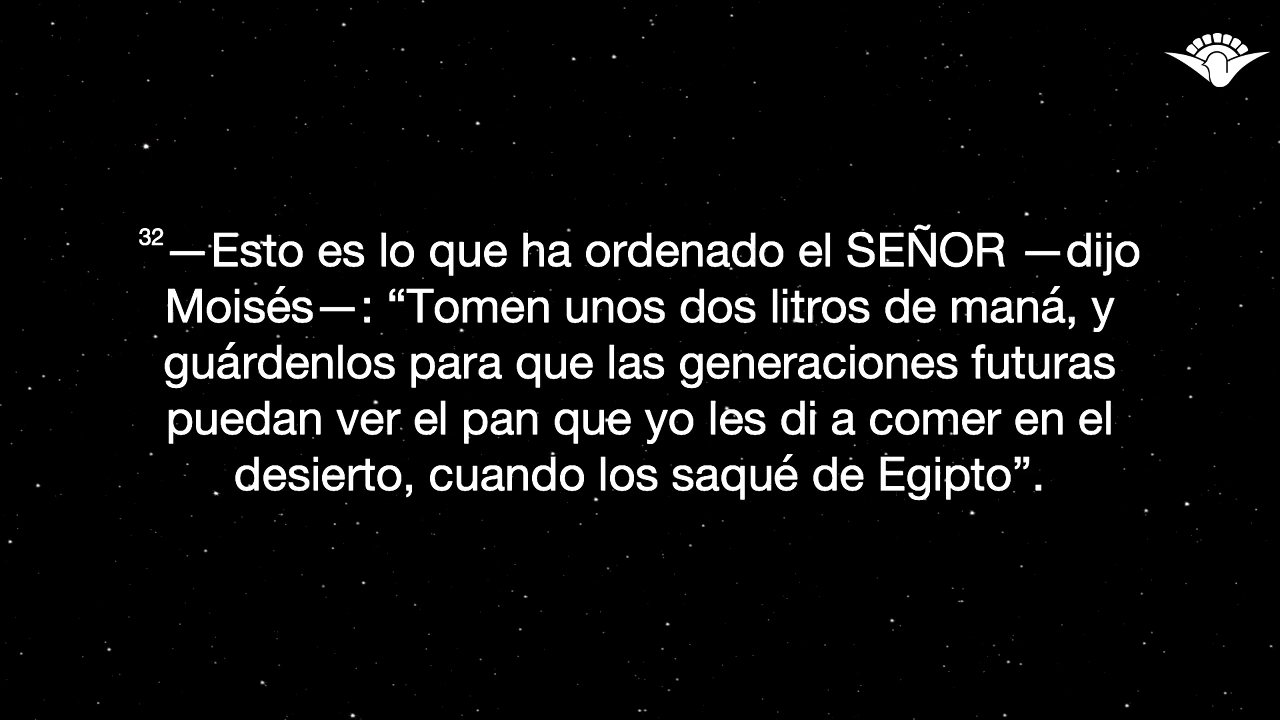 32—Esto es lo que ha ordenado el SEÑOR —dijo
Moisés—: “Tomen unos dos litros de maná, y
guárdenlos para que las generaciones futuras
puedan ver el pan que yo les di a comer en el
desierto, cuando los saqué de Egipto”.